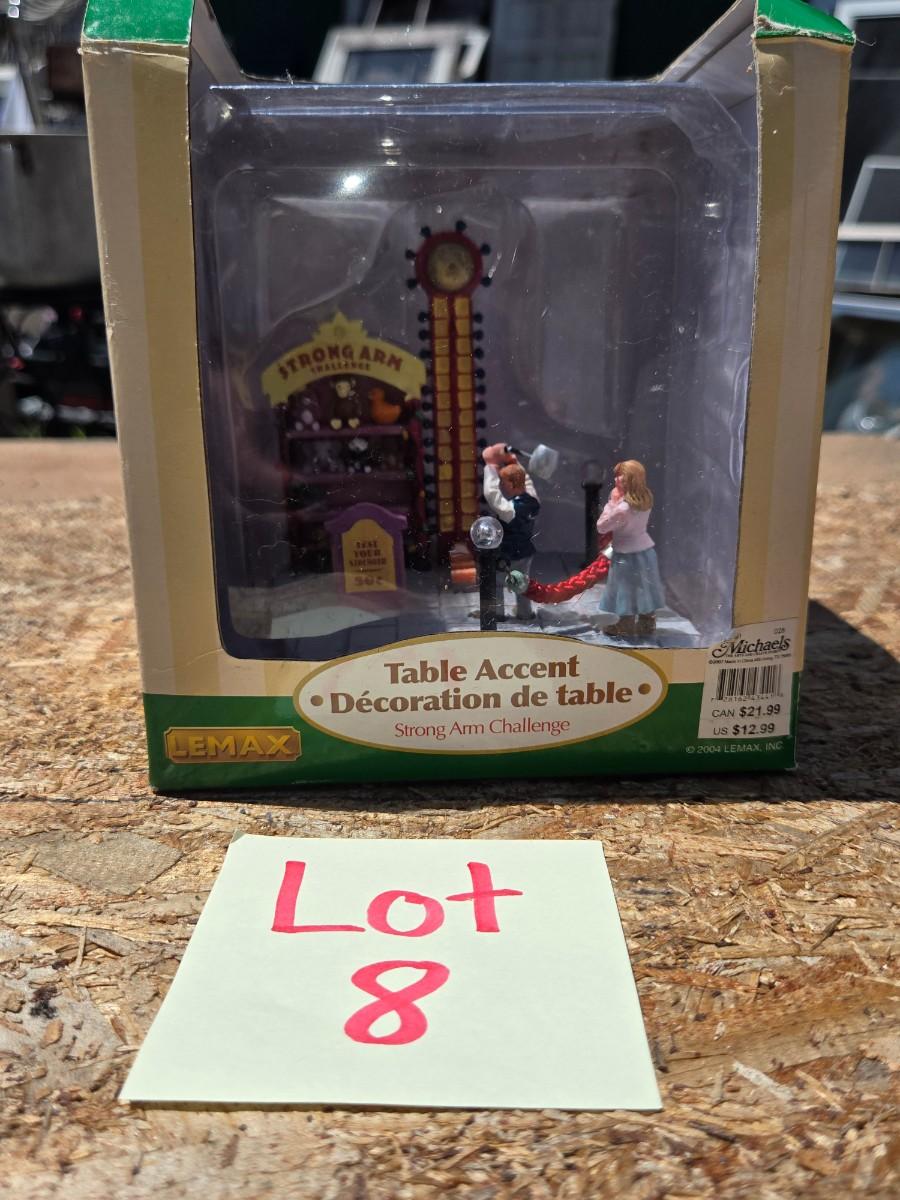 STRONG ARM
CHALLENGE
TEST
YOUR
50¢
Table Accent
• Décoration de table •
Strong Arm Challenge
LEMAX
028
Michaels
CAN $21.99
US $12.99
© 2004 LEMAX, INC
Lot
8